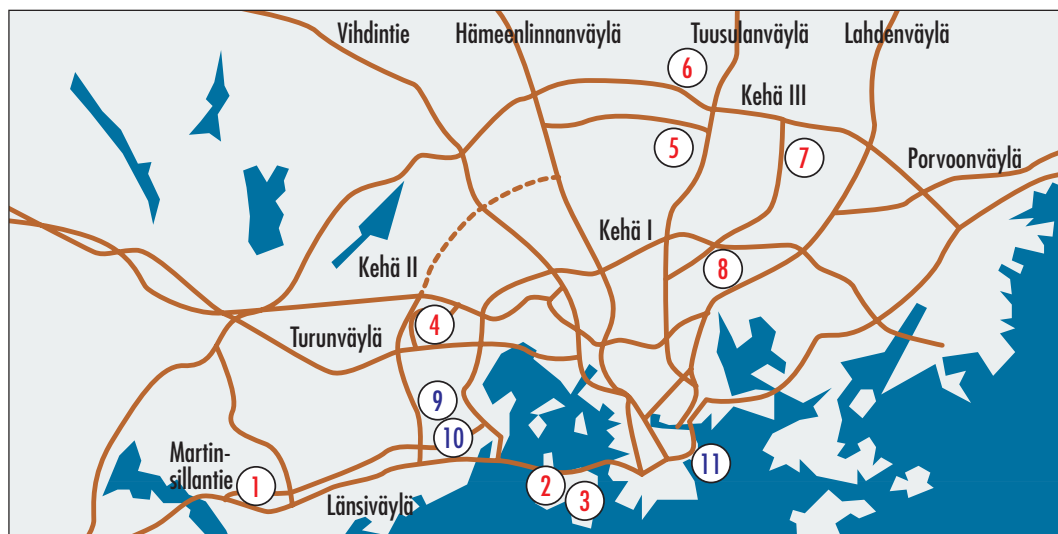 Vihdintie
Hämeenlinnanväylä
Tuusulanväylä
Lahdenväylä
6
Kehä III
5
7
Porvoonväylä
Kehä I
Kehä II
8
4
Turunväylä
9
10
Martin-
sillantie
1
11
2
3
Länsiväylä